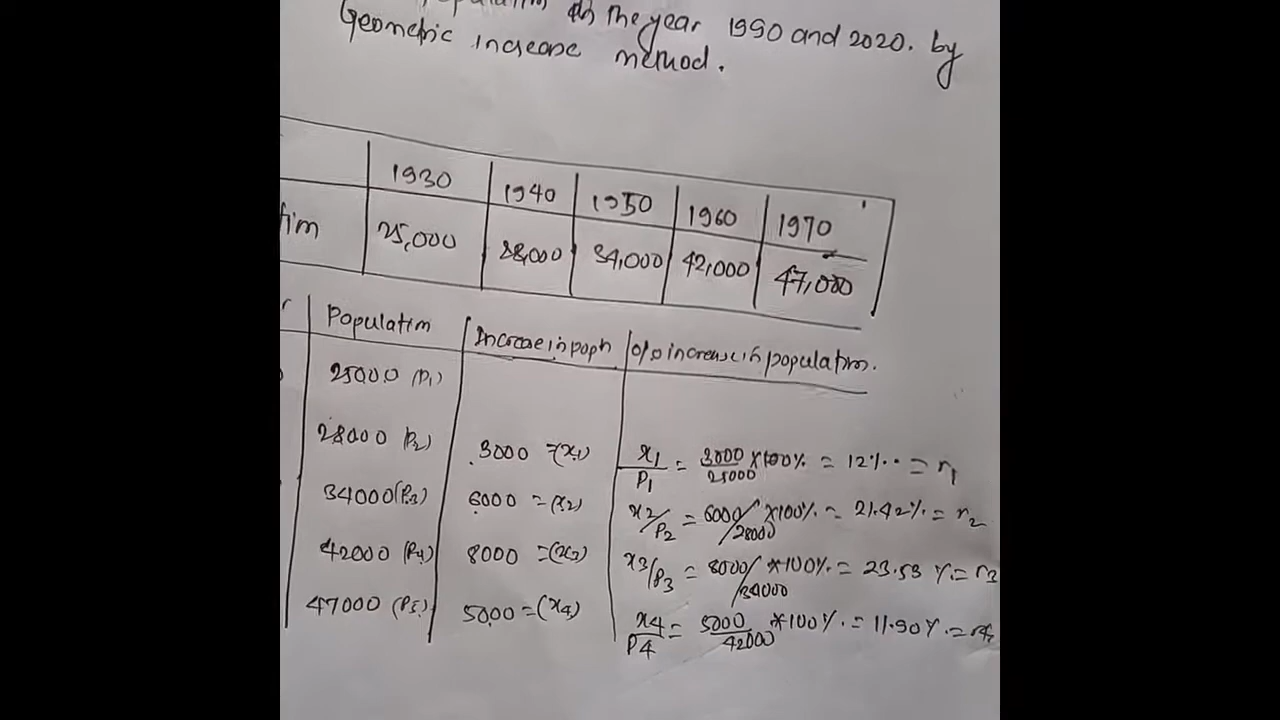 the year 1990 and 2020. by
Geometric increase method.
1930 1940 1950 1960 1970
25,000 28,000 34,000 42,000 47,000
Population Increase in popn % increase in population.
25000 (P1)
28000 (P2) 3000 =(x1) x1/P1 = 3000/25000 x100% = 12% = r1
34000 (P3) 6000 =(x2) x2/P2 = 6000/28000 x100% = 21.42% = r2
42000 (P4) 8000 =(x3) x3/P3 = 8000/34000 *100% = 23.53 % = r3
47000 (P5) 5000 =(x4) x4/P4 = 5000/42000 *100% = 11.90% = r4